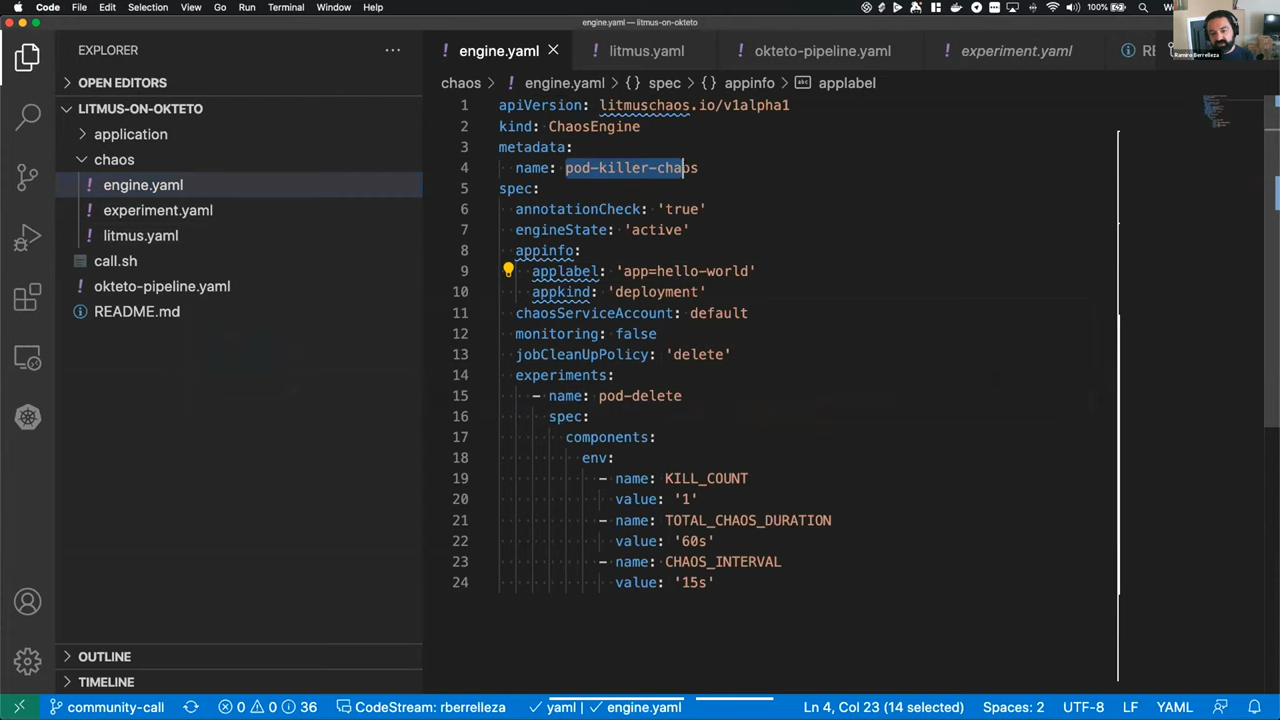 Code File Edit Selection View Go Run Terminal Window Help 100%
engine.yaml — litmus-on-okteto
Ramiro Berrelleza
EXPLORER
OPEN EDITORS
LITMUS-ON-OKTETO
application
chaos
engine.yaml
experiment.yaml
litmus.yaml
call.sh
okteto-pipeline.yaml
README.md
OUTLINE
TIMELINE
engine.yaml litmus.yaml okteto-pipeline.yaml experiment.yaml
chaos > engine.yaml > {} spec > {} appinfo > abc applabel
1 apiVersion: litmuschaos.io/v1alpha1
2 kind: ChaosEngine
3 metadata:
4 name: pod-killer-chaos
5 spec:
6 annotationCheck: 'true'
7 engineState: 'active'
8 appinfo:
9 applabel: 'app=hello-world'
10 appkind: 'deployment'
11 chaosServiceAccount: default
12 monitoring: false
13 jobCleanUpPolicy: 'delete'
14 experiments:
15 - name: pod-delete
16 spec:
17 components:
18 env:
19 - name: KILL_COUNT
20 value: '1'
21 - name: TOTAL_CHAOS_DURATION
22 value: '60s'
23 - name: CHAOS_INTERVAL
24 value: '15s'
community-call 0 0 36 CodeStream: rberrelleza yaml | engine.yaml Ln 4, Col 23 (14 selected) Spaces: 2 UTF-8 LF YAML